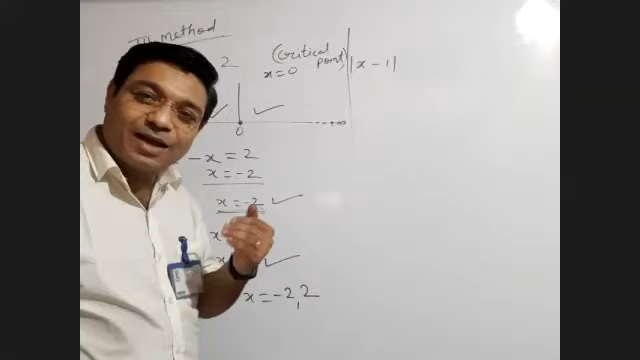 III method
2
(critical point)
x=0
|x-1|
0
+∞
-x = 2
x = -2
x = -2
x
x
x = -2, 2